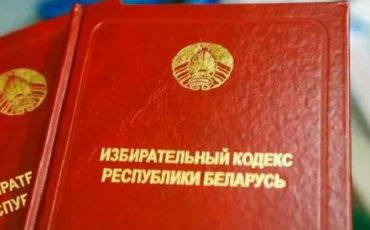 ИЗБИРАТЕЛЬНЫЙ КОДЕКС
РЕСПУБЛИКИ БЕЛАРУСЬ